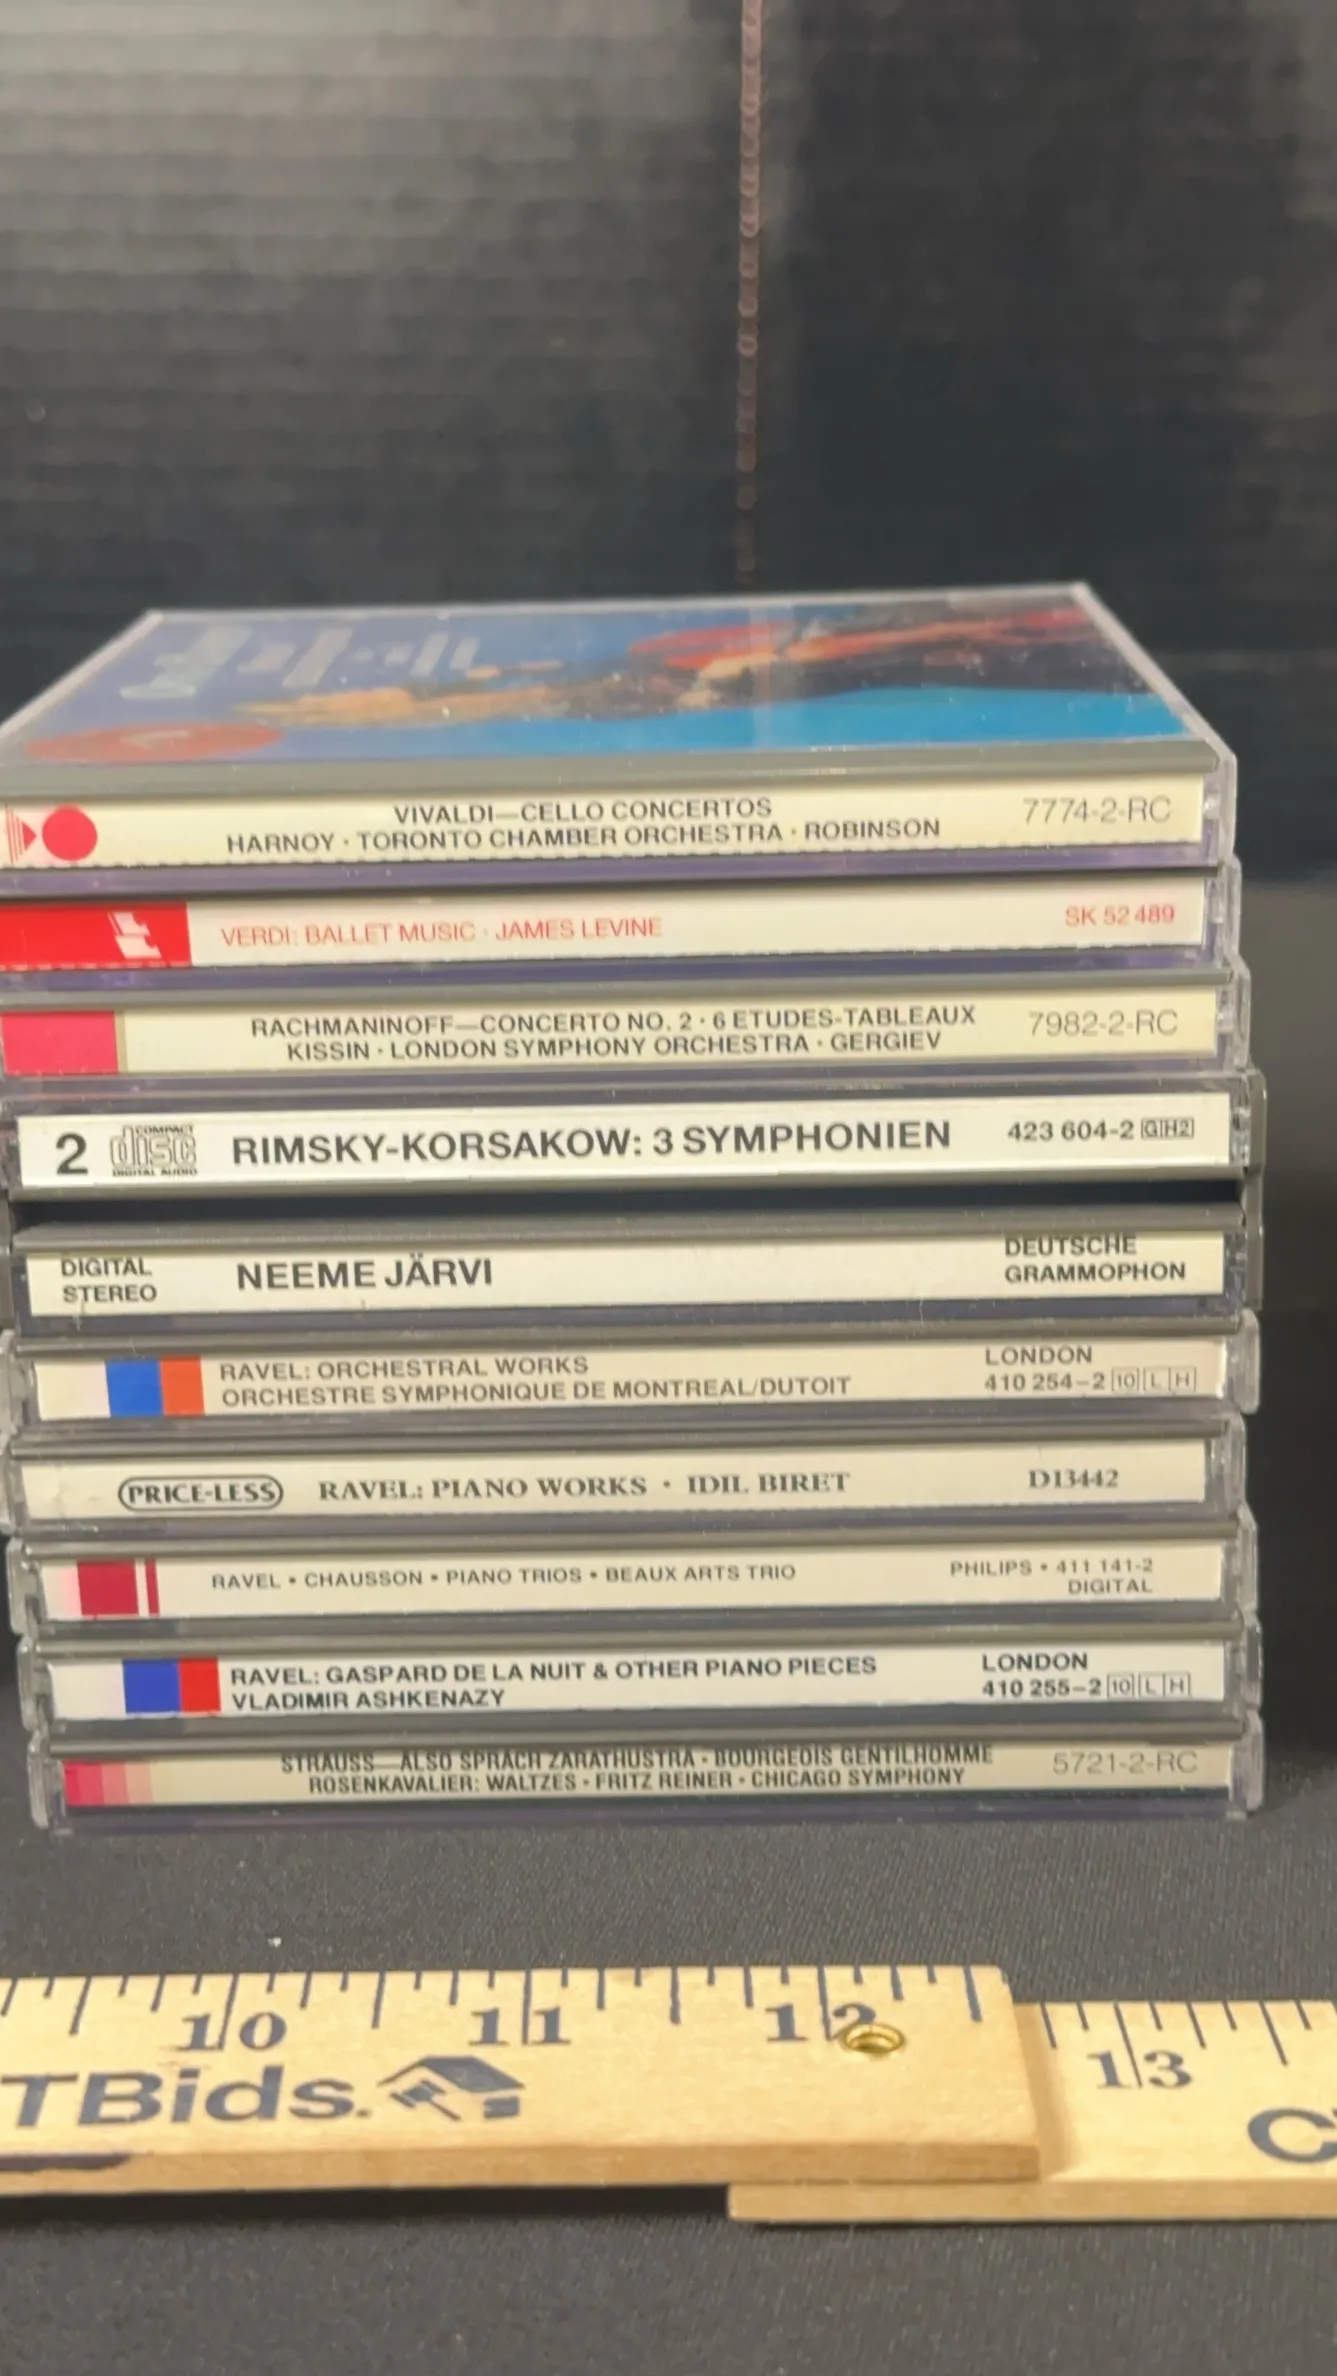 VIVALDI—CELLO CONCERTOS
HARNOY · TORONTO CHAMBER ORCHESTRA · ROBINSON
7774-2-RC
VERDI: BALLET MUSIC · JAMES LEVINE
SK 52 489
RACHMANINOFF—CONCERTO NO. 2 · 6 ETUDES-TABLEAUX
KISSIN · LONDON SYMPHONY ORCHESTRA · GERGIEV
7982-2-RC
2
COMPACT
disc
DIGITAL AUDIO
RIMSKY-KORSAKOW: 3 SYMPHONIEN
423 604-2 GH2
DIGITAL
STEREO
NEEME JÄRVI
DEUTSCHE
GRAMMOPHON
RAVEL: ORCHESTRAL WORKS
ORCHESTRE SYMPHONIQUE DE MONTREAL/DUTOIT
LONDON
410 254-2 10 L H
PRICE-LESS
RAVEL: PIANO WORKS · IDIL BIRET
D13442
RAVEL • CHAUSSON • PIANO TRIOS • BEAUX ARTS TRIO
PHILIPS • 411 141-2
DIGITAL
RAVEL: GASPARD DE LA NUIT & OTHER PIANO PIECES
VLADIMIR ASHKENAZY
LONDON
410 255-2 10 L H
STRAUSS—ALSO SPRACH ZARATHUSTRA · BOURGEOIS GENTILHOMME
ROSENKAVALIER: WALTZES · FRITZ REINER · CHICAGO SYMPHONY
5721-2-RC
10 11 12 13
TBids.
C